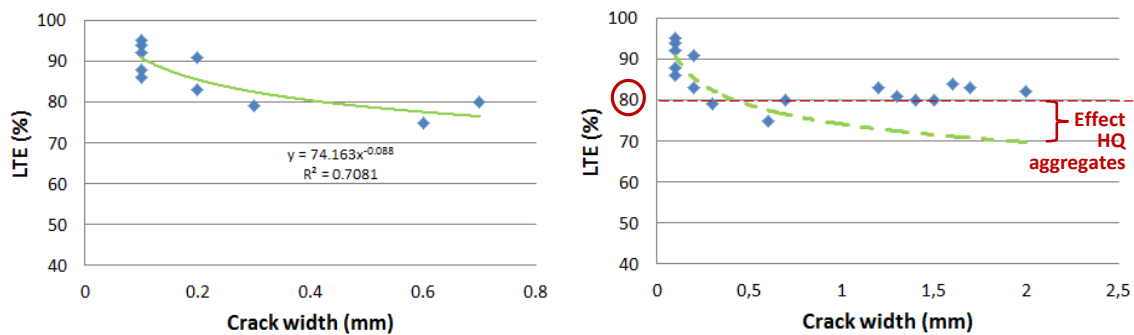 100
90
80
70
60
50
40
LTE (%)
y = 74.163x^-0.088
R² = 0.7081
0
0.2
0.4
0.6
0.8
Crack width (mm)
100
90
80
70
60
50
40
LTE (%)
Effect
HQ
aggregates
0
0,5
1
1,5
2
2,5
Crack width (mm)